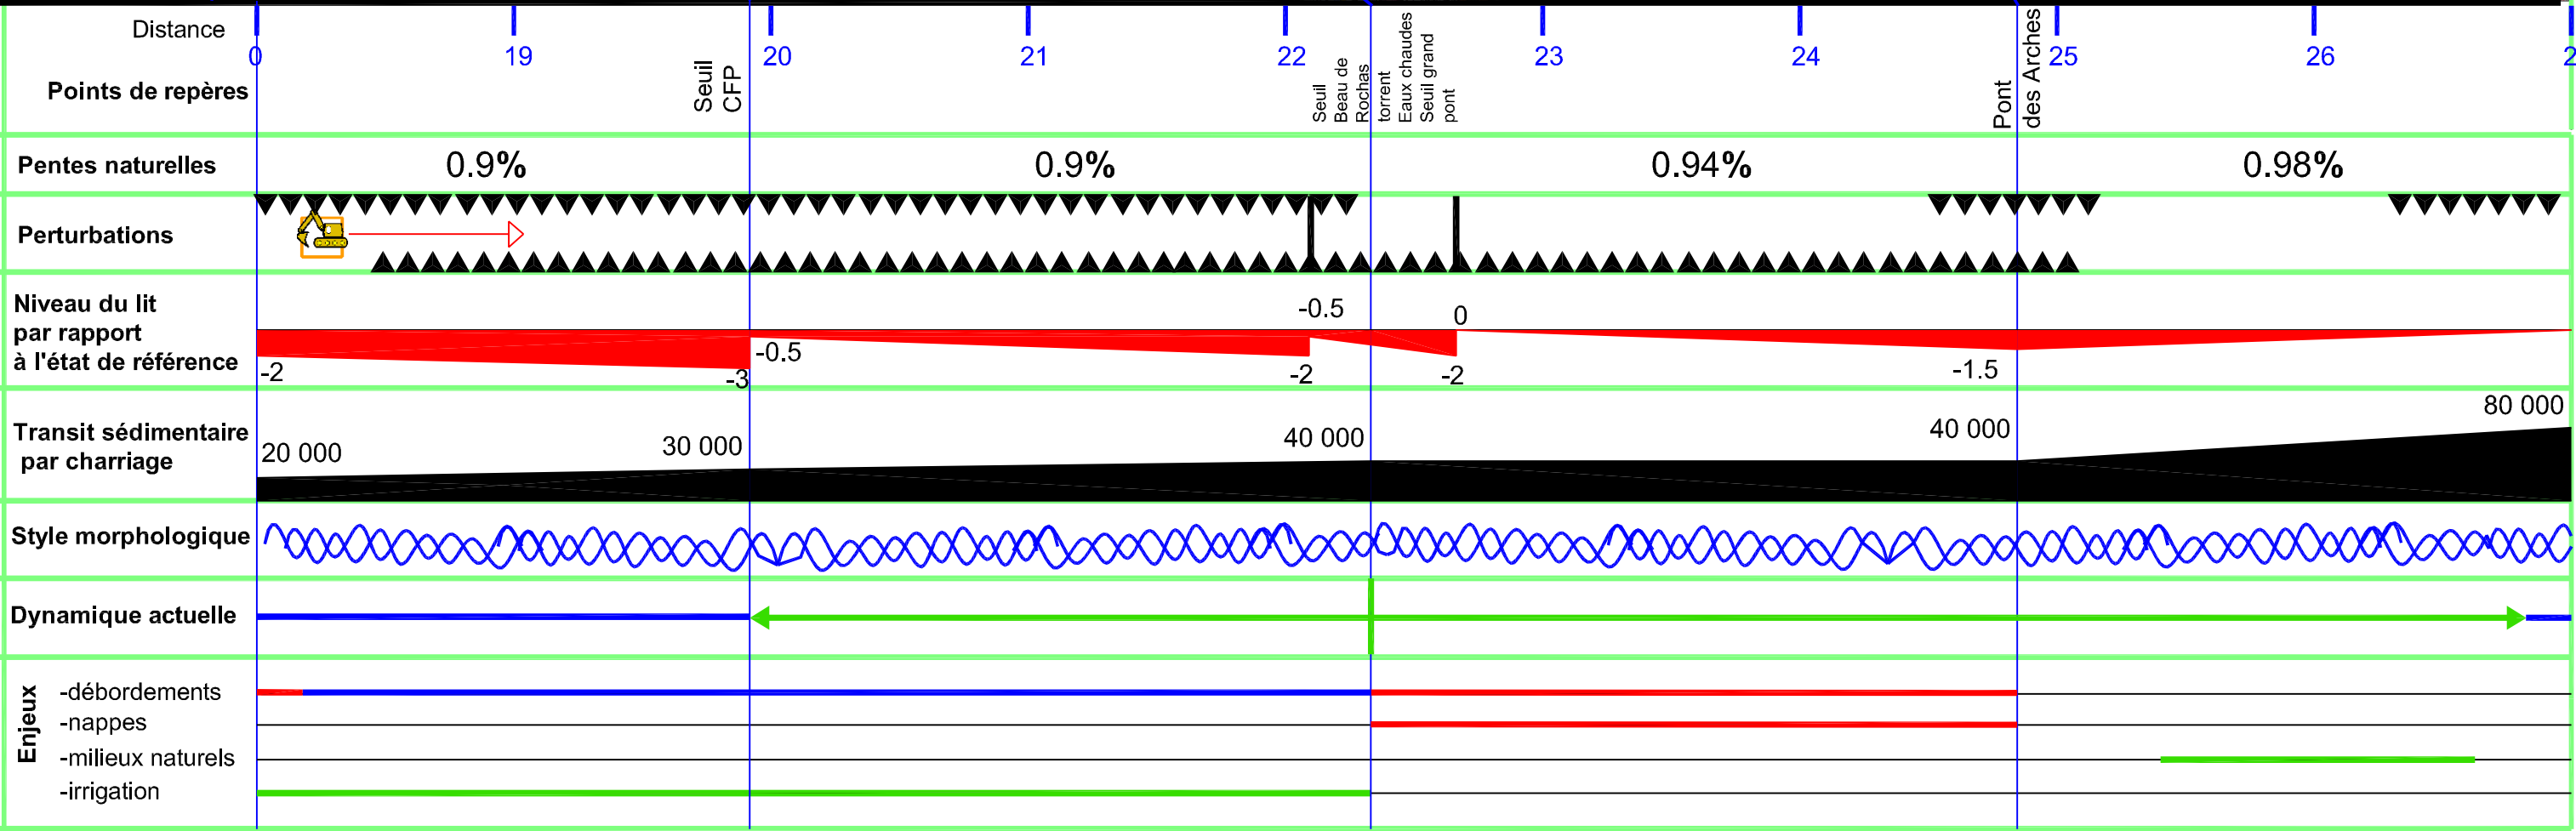 Distance
0 19 20 21 22 23 24 25 26 2
Points de repères
Seuil
CFP
Seuil
Beau de
Rochas
torrent
Eaux chaudes
Seuil grand
pont
Pont
des Arches
Pentes naturelles
0.9% 0.9% 0.94% 0.98%
Perturbations
Niveau du lit
par rapport
à l'état de référence
-2 -3 -0.5 -2 -0.5 -2 0 -1.5
Transit sédimentaire
par charriage
20 000 30 000 40 000 40 000 80 000
Style morphologique
Dynamique actuelle
Enjeux
-débordements
-nappes
-milieux naturels
-irrigation